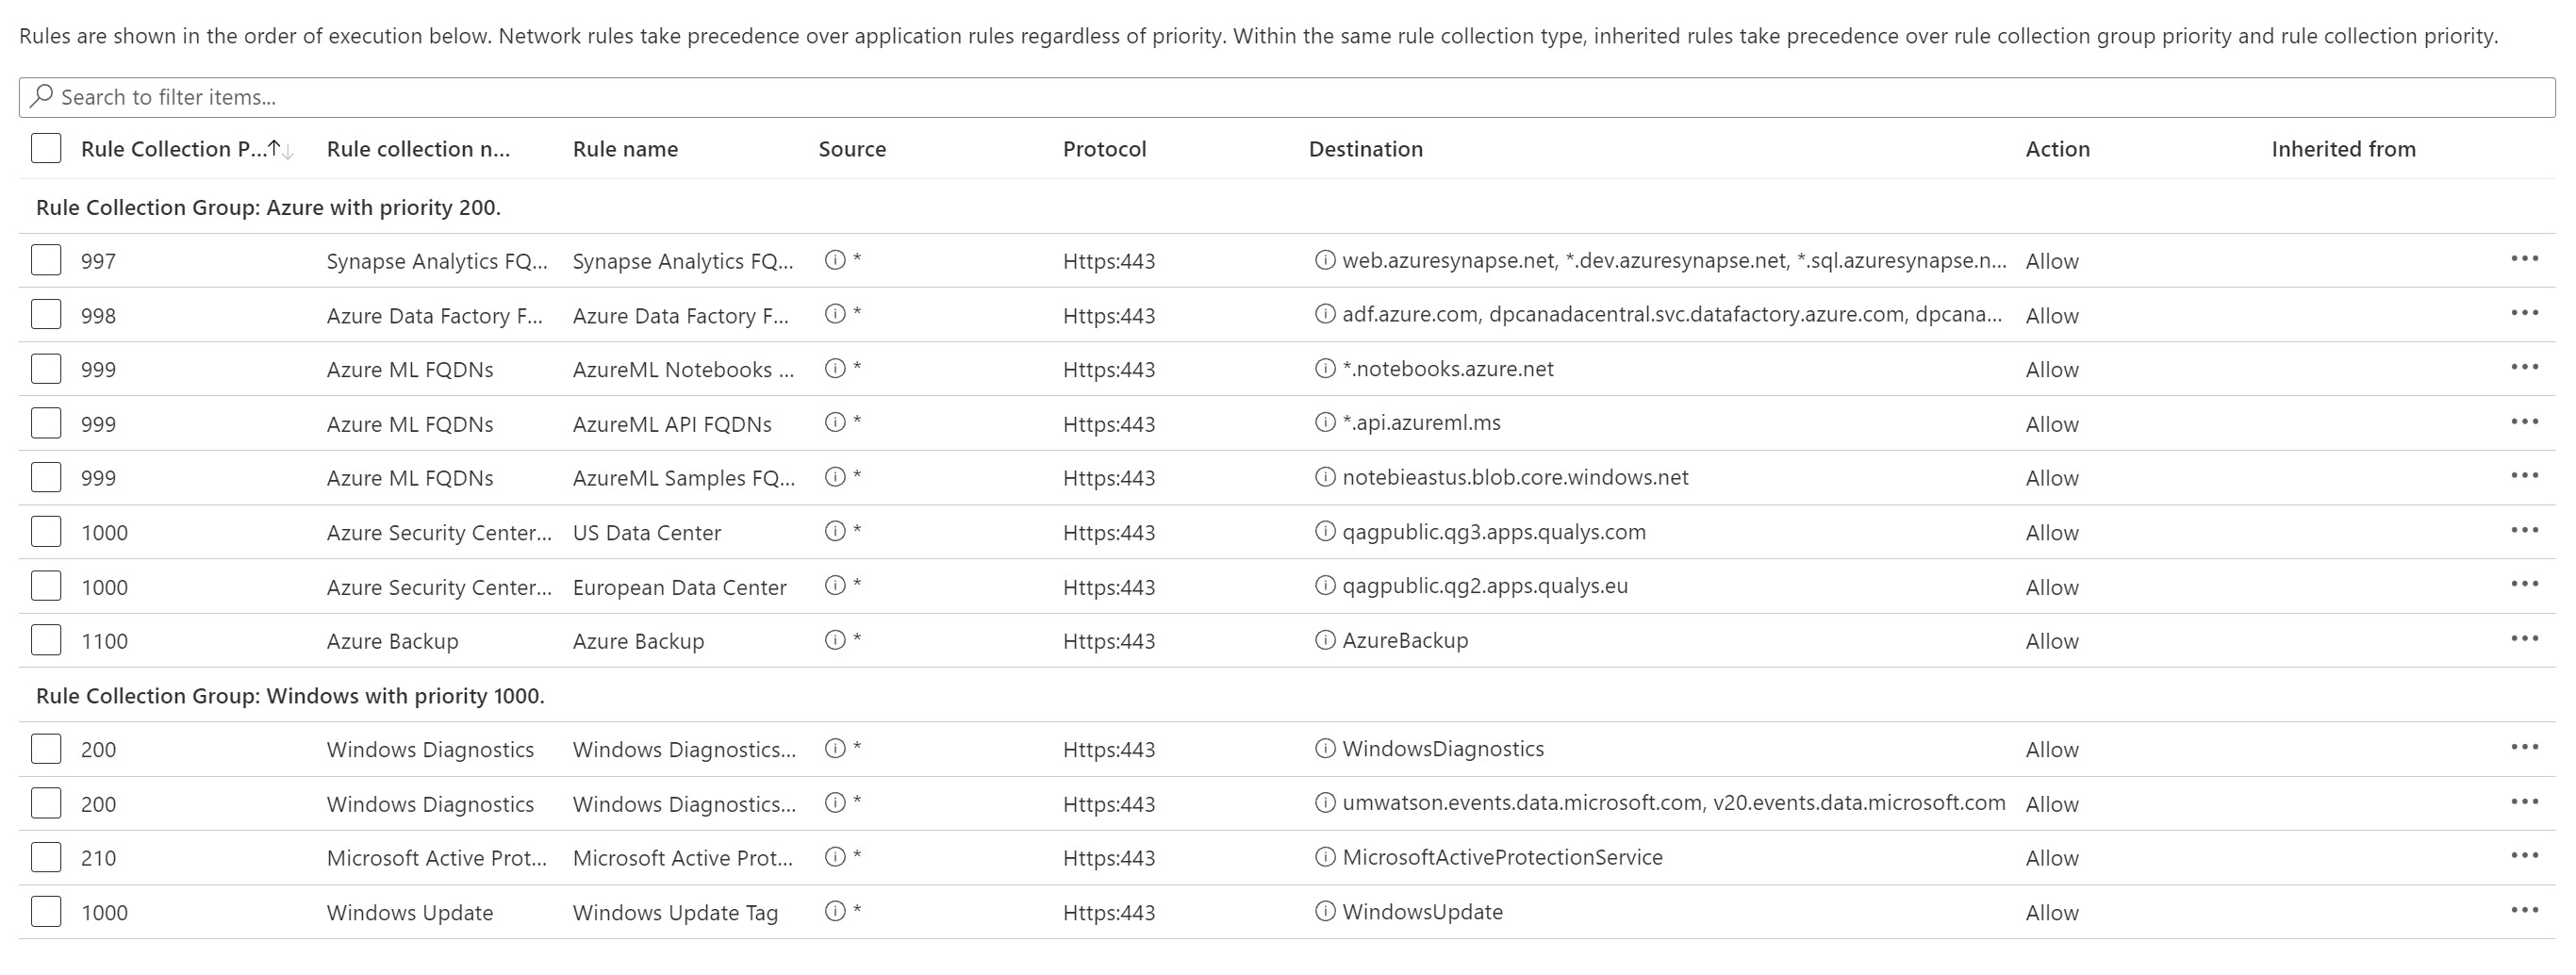 Rules are shown in the order of execution below. Network rules take precedence over application rules regardless of priority. Within the same rule collection type, inherited rules take precedence over rule collection group priority and rule collection priority.
Search to filter items...
Rule Collection P...↑↓ Rule collection n... Rule name Source Protocol Destination Action Inherited from
Rule Collection Group: Azure with priority 200.
997 Synapse Analytics FQ... Synapse Analytics FQ... * Https:443 web.azuresynapse.net, *.dev.azuresynapse.net, *.sql.azuresynapse.n... Allow
998 Azure Data Factory F... Azure Data Factory F... * Https:443 adf.azure.com, dpcanadacentral.svc.datafactory.azure.com, dpcana... Allow
999 Azure ML FQDNs AzureML Notebooks ... * Https:443 *.notebooks.azure.net Allow
999 Azure ML FQDNs AzureML API FQDNs * Https:443 *.api.azureml.ms Allow
999 Azure ML FQDNs AzureML Samples FQ... * Https:443 notebieastus.blob.core.windows.net Allow
1000 Azure Security Center... US Data Center * Https:443 qagpublic.qg3.apps.qualys.com Allow
1000 Azure Security Center... European Data Center * Https:443 qagpublic.qg2.apps.qualys.eu Allow
1100 Azure Backup Azure Backup * Https:443 AzureBackup Allow
Rule Collection Group: Windows with priority 1000.
200 Windows Diagnostics Windows Diagnostics... * Https:443 WindowsDiagnostics Allow
200 Windows Diagnostics Windows Diagnostics... * Https:443 umwatson.events.data.microsoft.com, v20.events.data.microsoft.com Allow
210 Microsoft Active Prot... Microsoft Active Prot... * Https:443 MicrosoftActiveProtectionService Allow
1000 Windows Update Windows Update Tag * Https:443 WindowsUpdate Allow